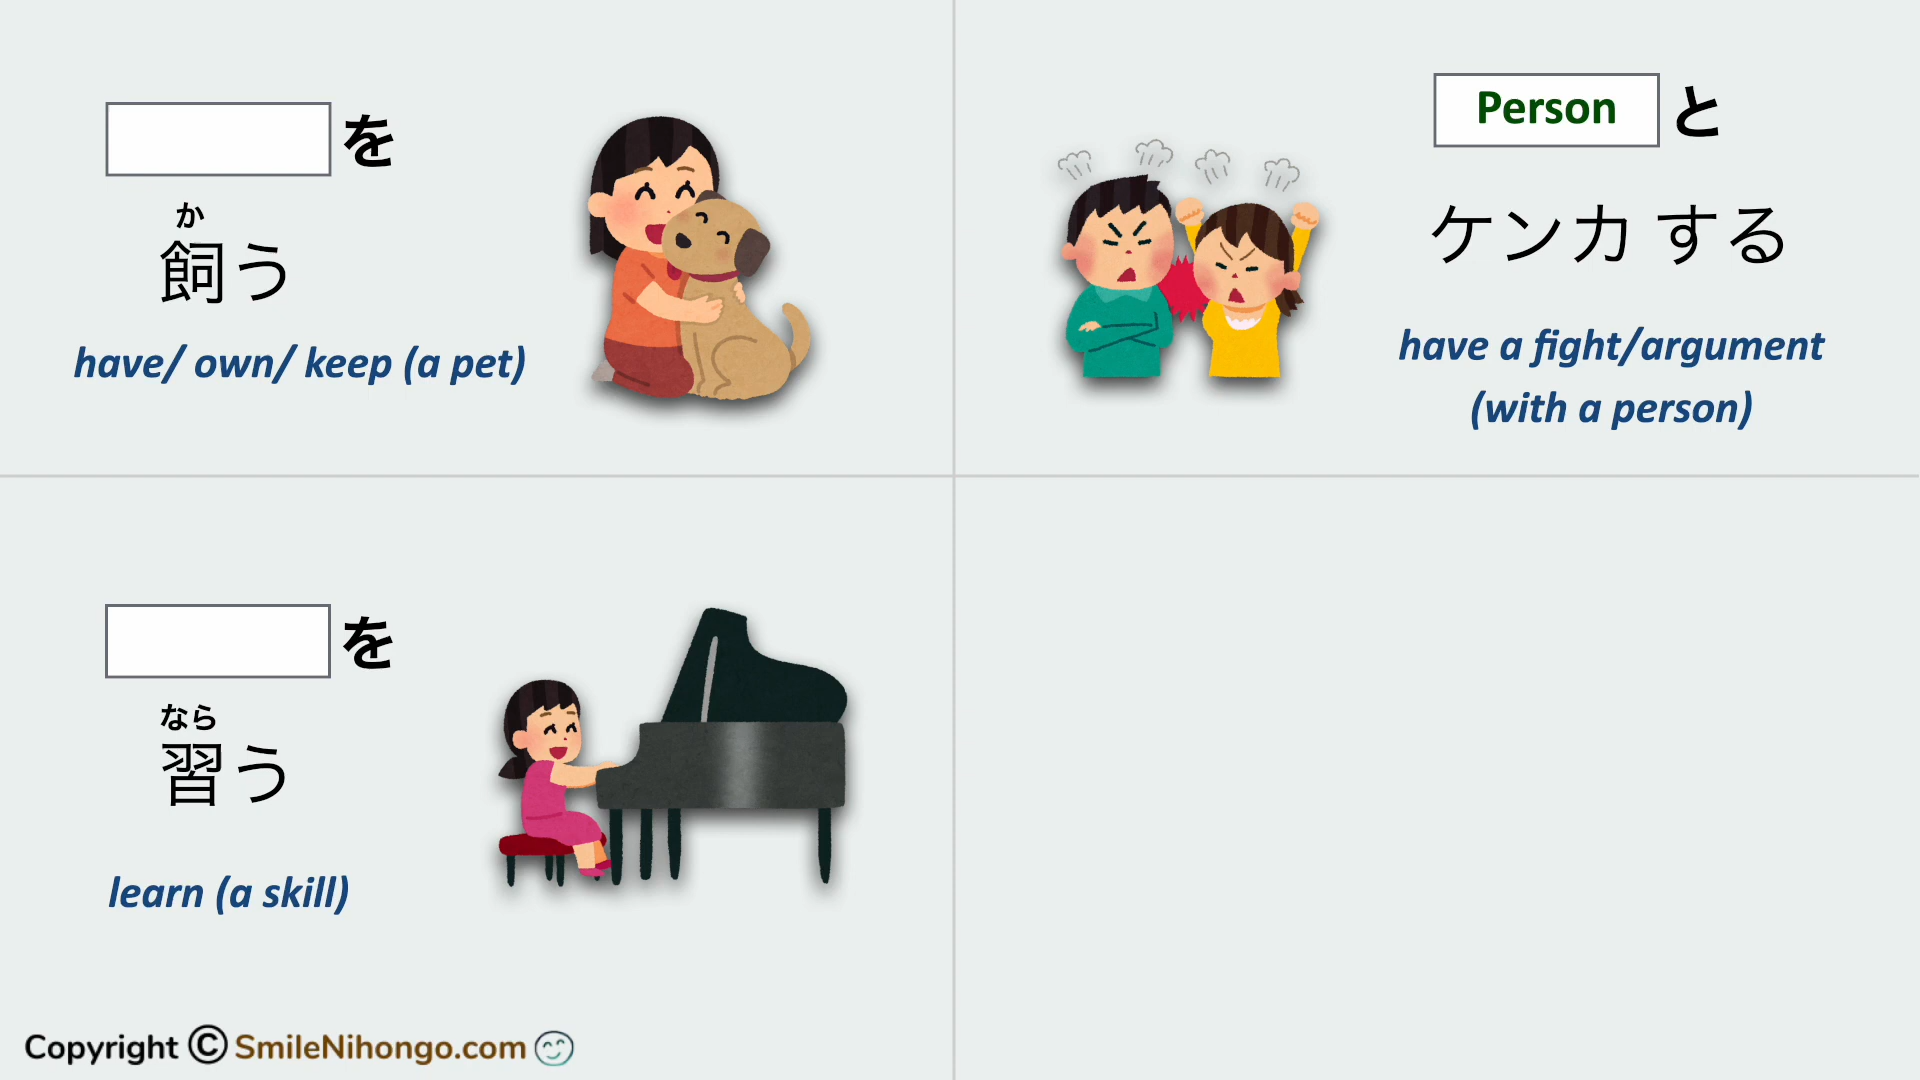 を
か
飼う
have/ own/ keep (a pet)
Person と
ケンカ する
have a fight/argument
(with a person)
を
なら
習う
learn (a skill)
Copyright © SmileNihongo.com